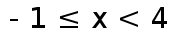 - 1 ≤ x < 4